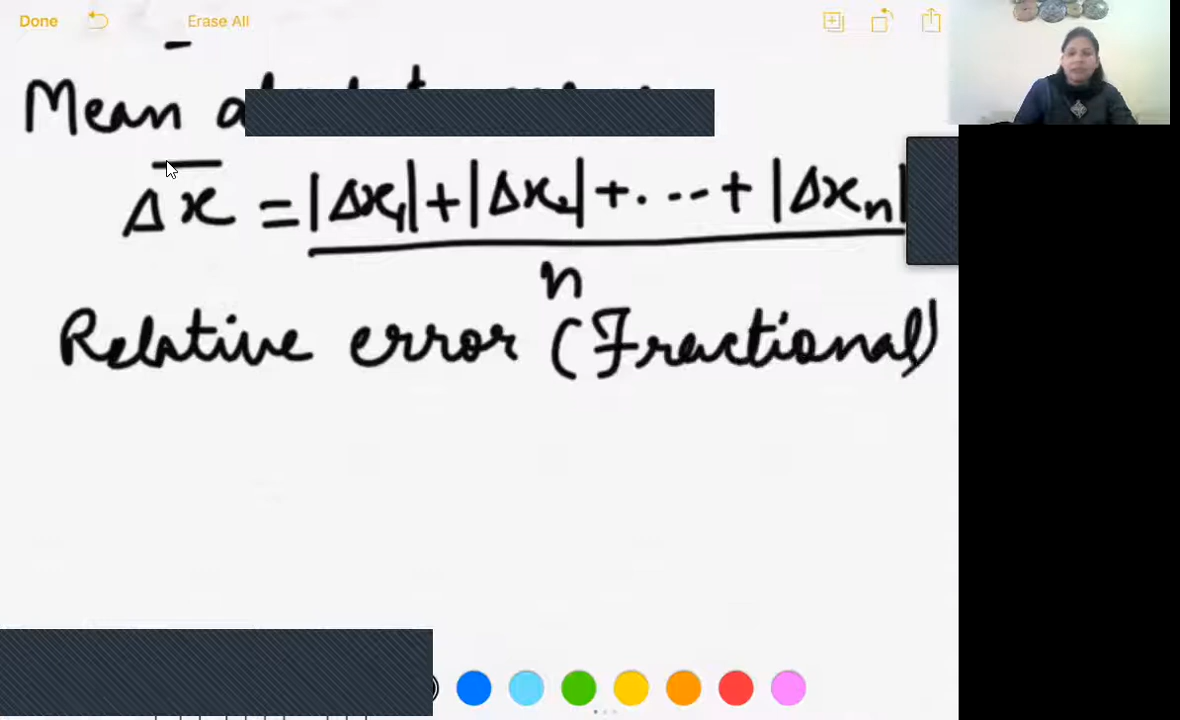 Done Erase All
Mean
Δx̅ = |Δx₁|+|Δx₂|+...+|Δxₙ|
n
Relative error (Fractional)